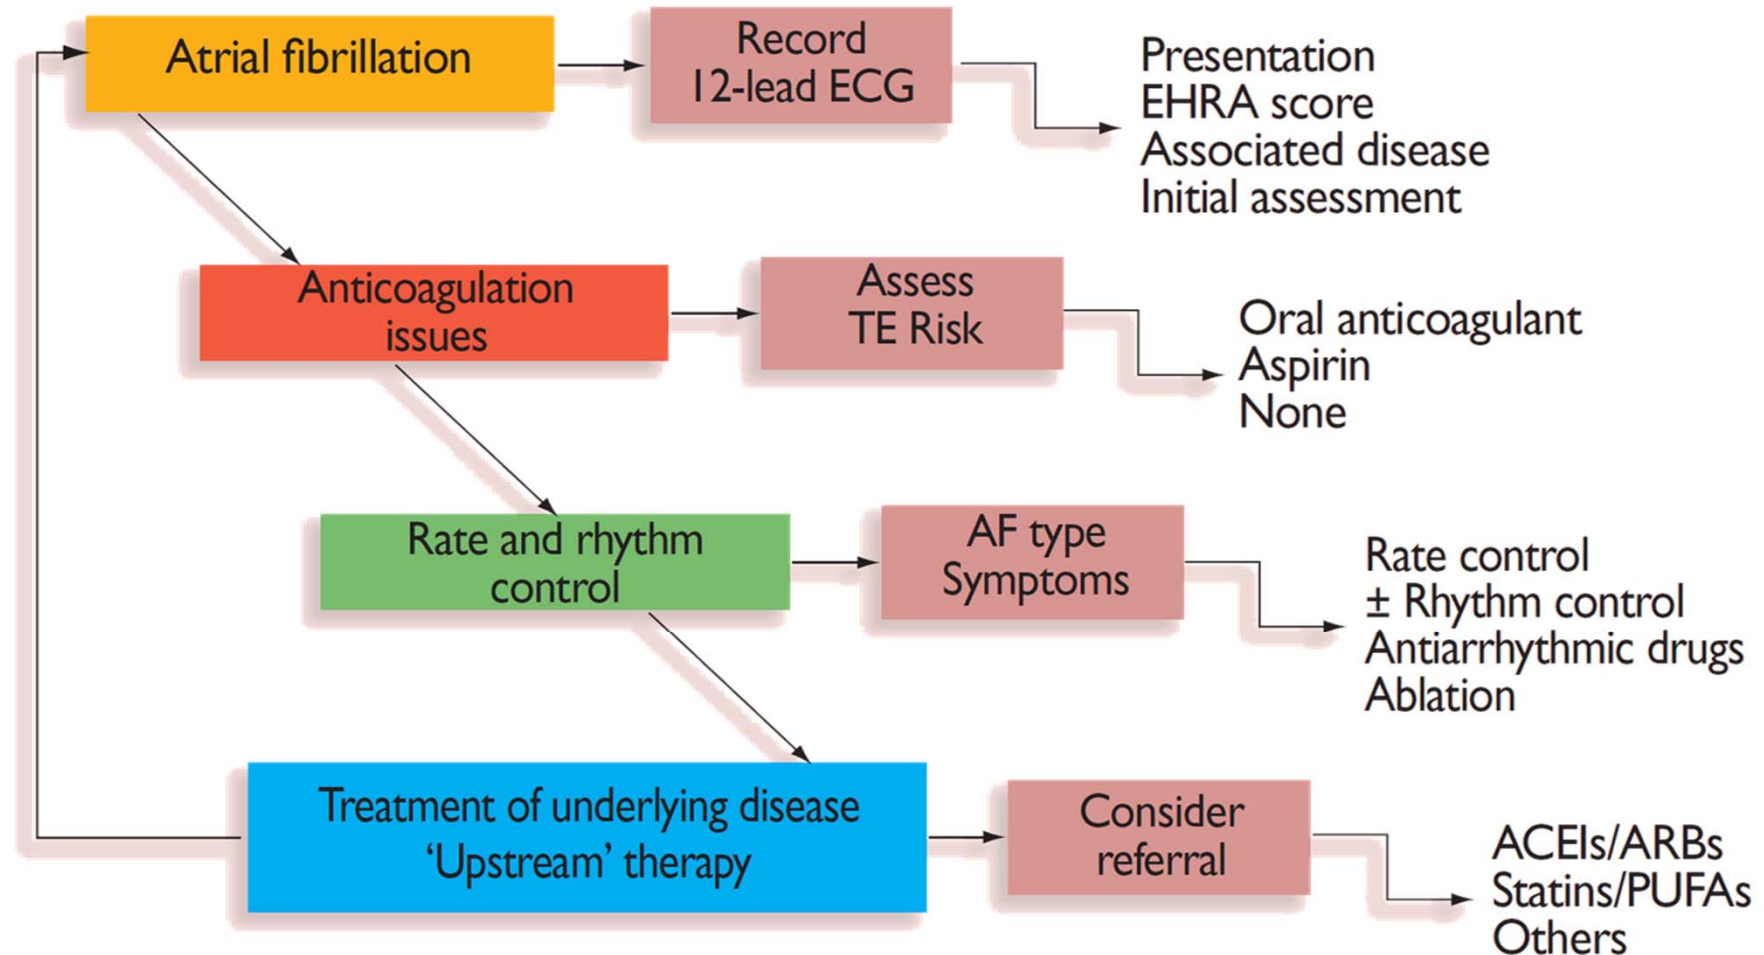 Atrial fibrillation
Record
12-lead ECG
Presentation
EHRA score
Associated disease
Initial assessment
Anticoagulation
issues
Assess
TE Risk
Oral anticoagulant
Aspirin
None
Rate and rhythm
control
AF type
Symptoms
Rate control
± Rhythm control
Antiarrhythmic drugs
Ablation
Treatment of underlying disease
‘Upstream’ therapy
Consider
referral
ACEIs/ARBs
Statins/PUFAs
Others